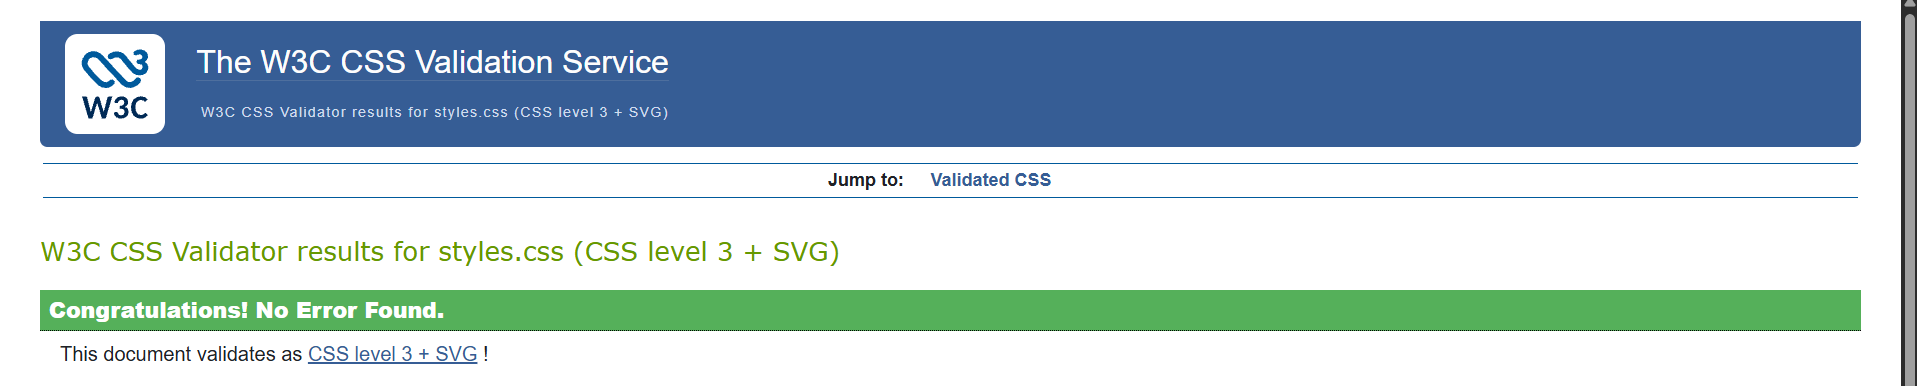 The W3C CSS Validation Service
W3C
W3C CSS Validator results for styles.css (CSS level 3 + SVG)
Jump to: Validated CSS
W3C CSS Validator results for styles.css (CSS level 3 + SVG)
Congratulations! No Error Found.
This document validates as CSS level 3 + SVG !